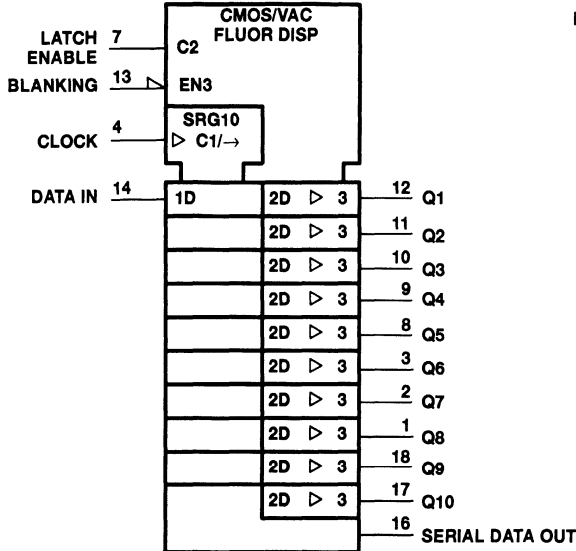 CMOS/VAC
FLUOR DISP
LATCH 7
ENABLE
C2
BLANKING 13
EN3
SRG10
CLOCK 4
C1/→
DATA IN 14
1D 2D ▷ 3 12 Q1
2D ▷ 3 11 Q2
2D ▷ 3 10 Q3
2D ▷ 3 9 Q4
2D ▷ 3 8 Q5
2D ▷ 3 3 Q6
2D ▷ 3 2 Q7
2D ▷ 3 1 Q8
2D ▷ 3 18 Q9
2D ▷ 3 17 Q10
16 SERIAL DATA OUT